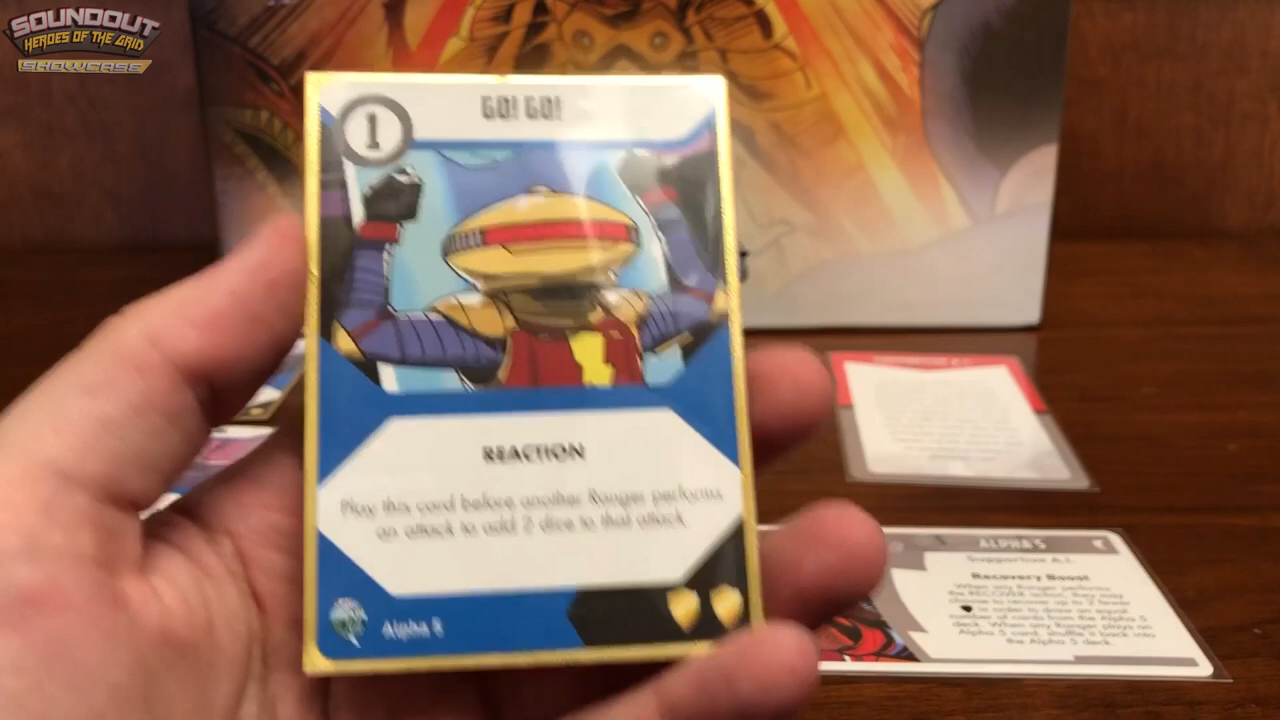 SOUNDOUT
HEROES OF THE GRID
SHOWCASE
1
GO! GO!
REACTION
Play this card before another Ranger performs
an attack to add 2 dice to that attack
Alpha 5
ALPHA 5
Supportive A.I.
Recovery Boost
When any Ranger performs
the RECOVER action, they may
choose to recover up to 2 fewer
in order to draw an equal
number of cards from the Alpha 5
deck. When any Ranger plays an
Alpha 5 card, shuffle it back into
the Alpha 5 deck.